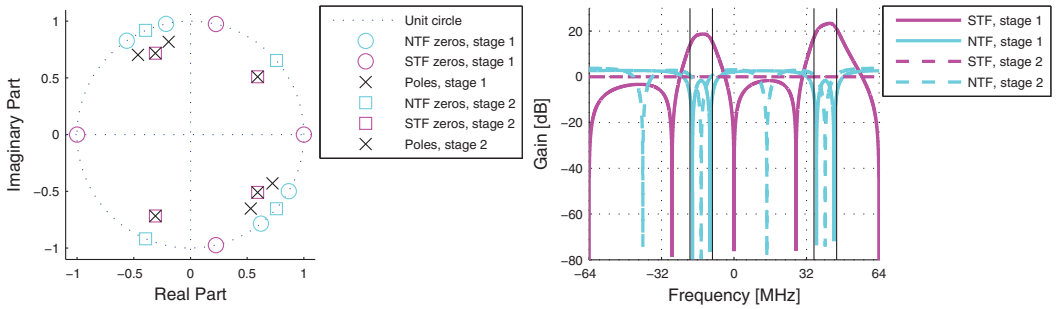 Imaginary Part
1
0.5
0
−0.5
−1
−1
−0.5
0
0.5
1
Real Part
Unit circle
NTF zeros, stage 1
STF zeros, stage 1
Poles, stage 1
NTF zeros, stage 2
STF zeros, stage 2
Poles, stage 2
Gain [dB]
20
0
−20
−40
−60
−80
−64
−32
0
32
64
Frequency [MHz]
STF, stage 1
NTF, stage 1
STF, stage 2
NTF, stage 2